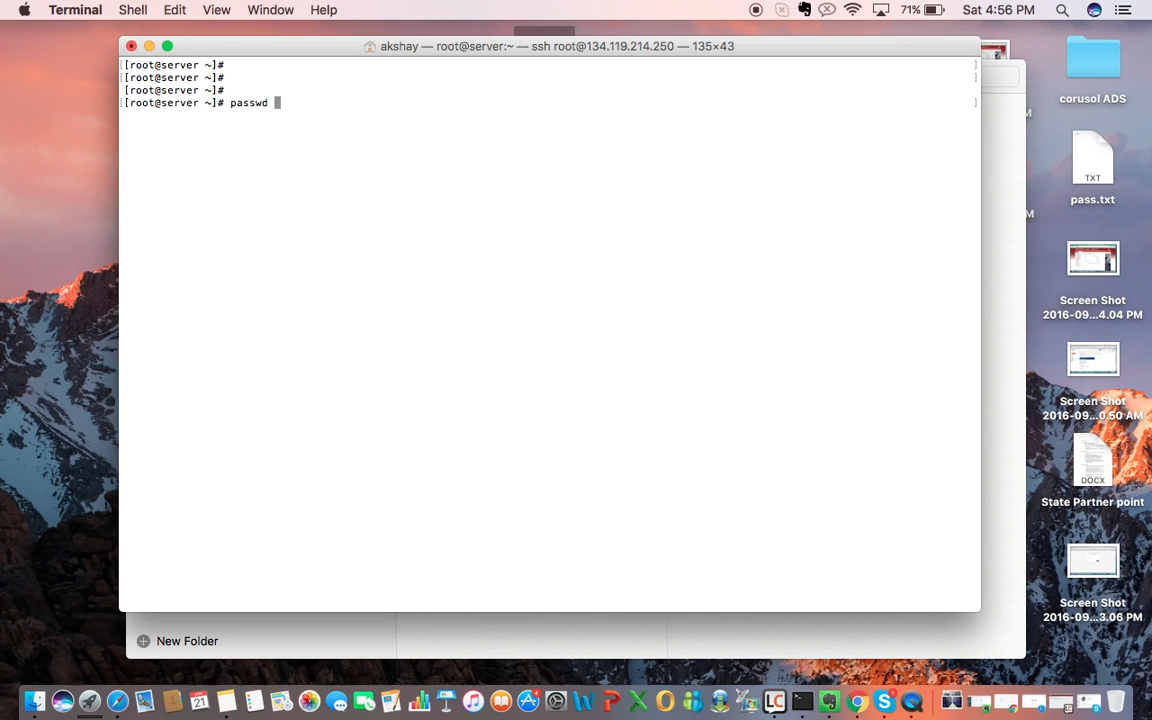 Terminal Shell Edit View Window Help 71% Sat 4:56 PM
akshay — root@server:~ — ssh root@134.119.214.250 — 135×43
[[root@server ~]# ]
[[root@server ~]# ]
[[root@server ~]# ]
[[root@server ~]# passwd ]
corusol ADS
M
TXT
pass.txt
M
Screen Shot
2016-09...4.04 PM
Screen Shot
2016-09...0.50 AM
DOCX
State Partner point
Screen Shot
2016-09...3.06 PM
New Folder
21
W P X O LC S